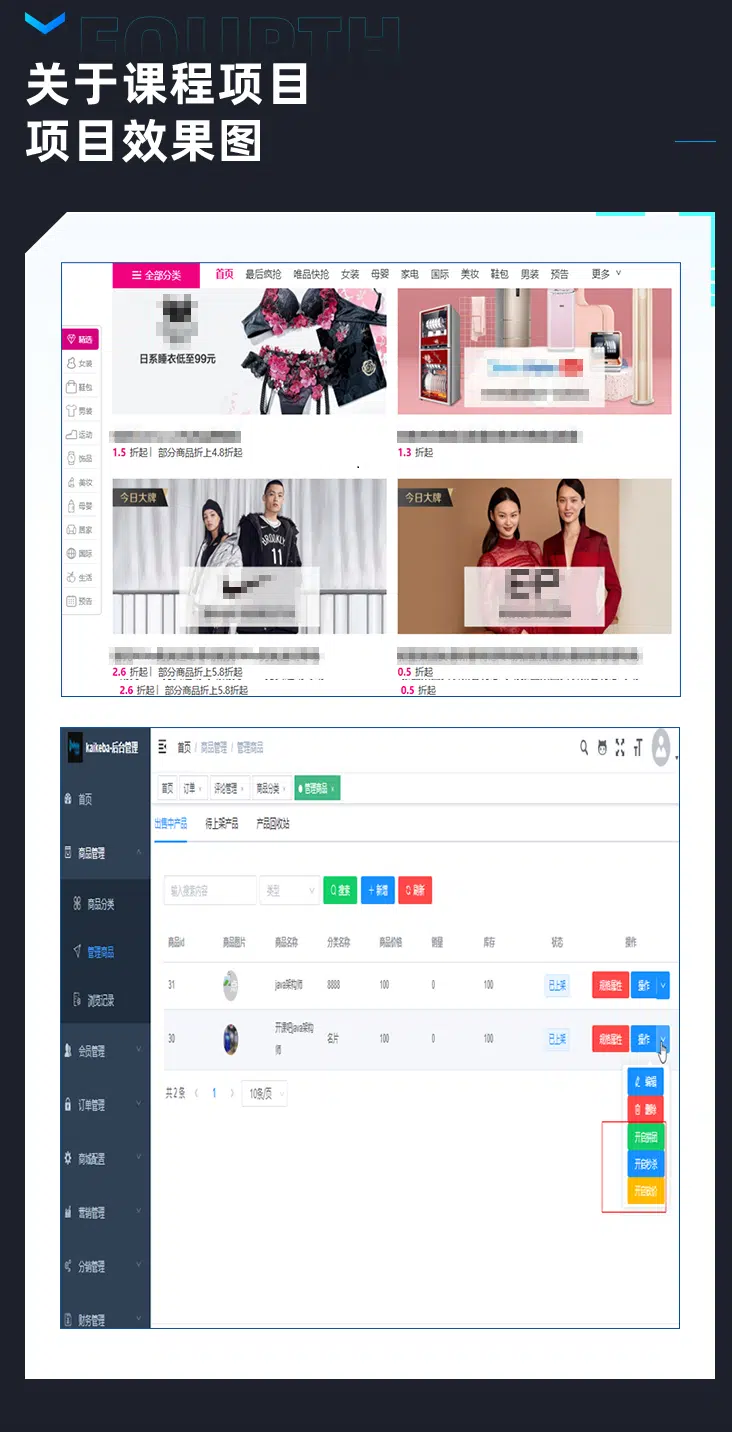 FOURTH
关于课程项目
项目效果图
全部分类 首页 最后疯抢 唯品快抢 女装 母婴 家电 国际 美妆 鞋包 男装 预告 更多
精选
女装
鞋包
男装
运动
饰品
美妆
母婴
居家
国际
生活
预告
日系睡衣低至99元
1.5 折起 | 部分商品折上4.8折起
1.3 折起
今日大牌
今日大牌
BROOKLYN
11
EP
2.6 折起 | 部分商品折上5.8折起
0.5 折起
2.6 折起 | 部分商品折上5.8折起
0.5 折起
kaikeba-后台管理
首页 / 商品管理 / 管理商品
首页
商品管理
商品分类
管理商品
浏览记录
会员管理
订单管理
商城配置
营销管理
分销管理
财务管理
首页 订单 × 评论管理 × 商品分类 × 管理商品 ×
出售中产品 待上架产品 产品回收站
输入搜索内容 类型 搜索 + 新增 刷新
商品id 商品图片 商品名称 分类名称 商品价格 销量 库存 状态 操作
31 java架构师 8888 100 0 100 已上架 规格属性 操作
30 开课吧java架构师 名片 100 0 100 已上架 规格属性 操作
共 2 条 1 10条/页
编辑
删除
开启拼团
开启秒杀
开启砍价